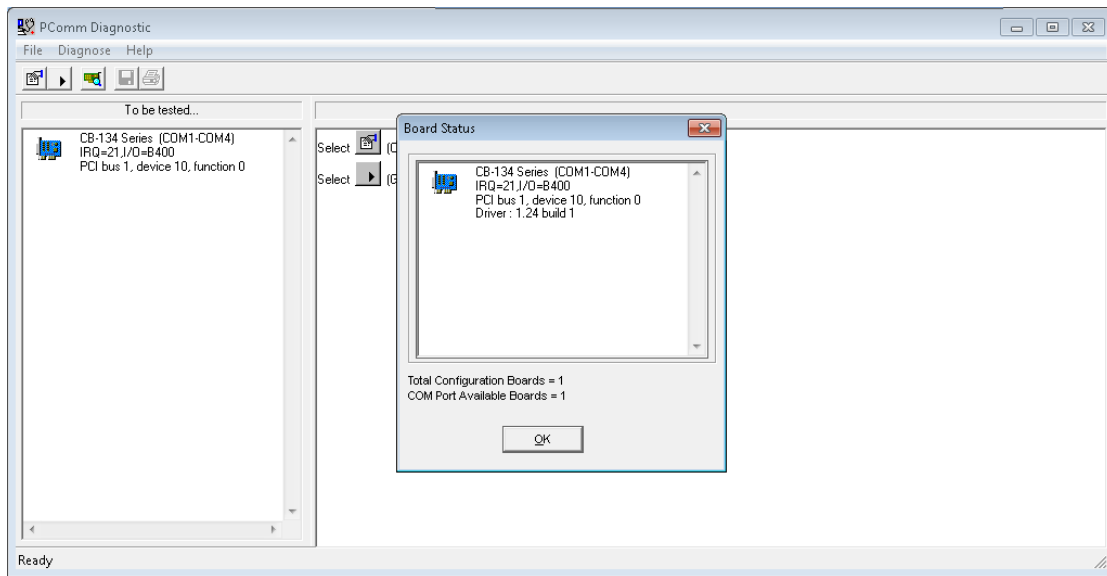 PComm Diagnostic
File Diagnose Help
To be tested...
CB-134 Series (COM1-COM4)
IRQ=21,I/O=B400
PCI bus 1, device 10, function 0
Select (C
Select (G
Board Status
CB-134 Series (COM1-COM4)
IRQ=21,I/O=B400
PCI bus 1, device 10, function 0
Driver : 1.24 build 1
Total Configuration Boards = 1
COM Port Available Boards = 1
OK
Ready